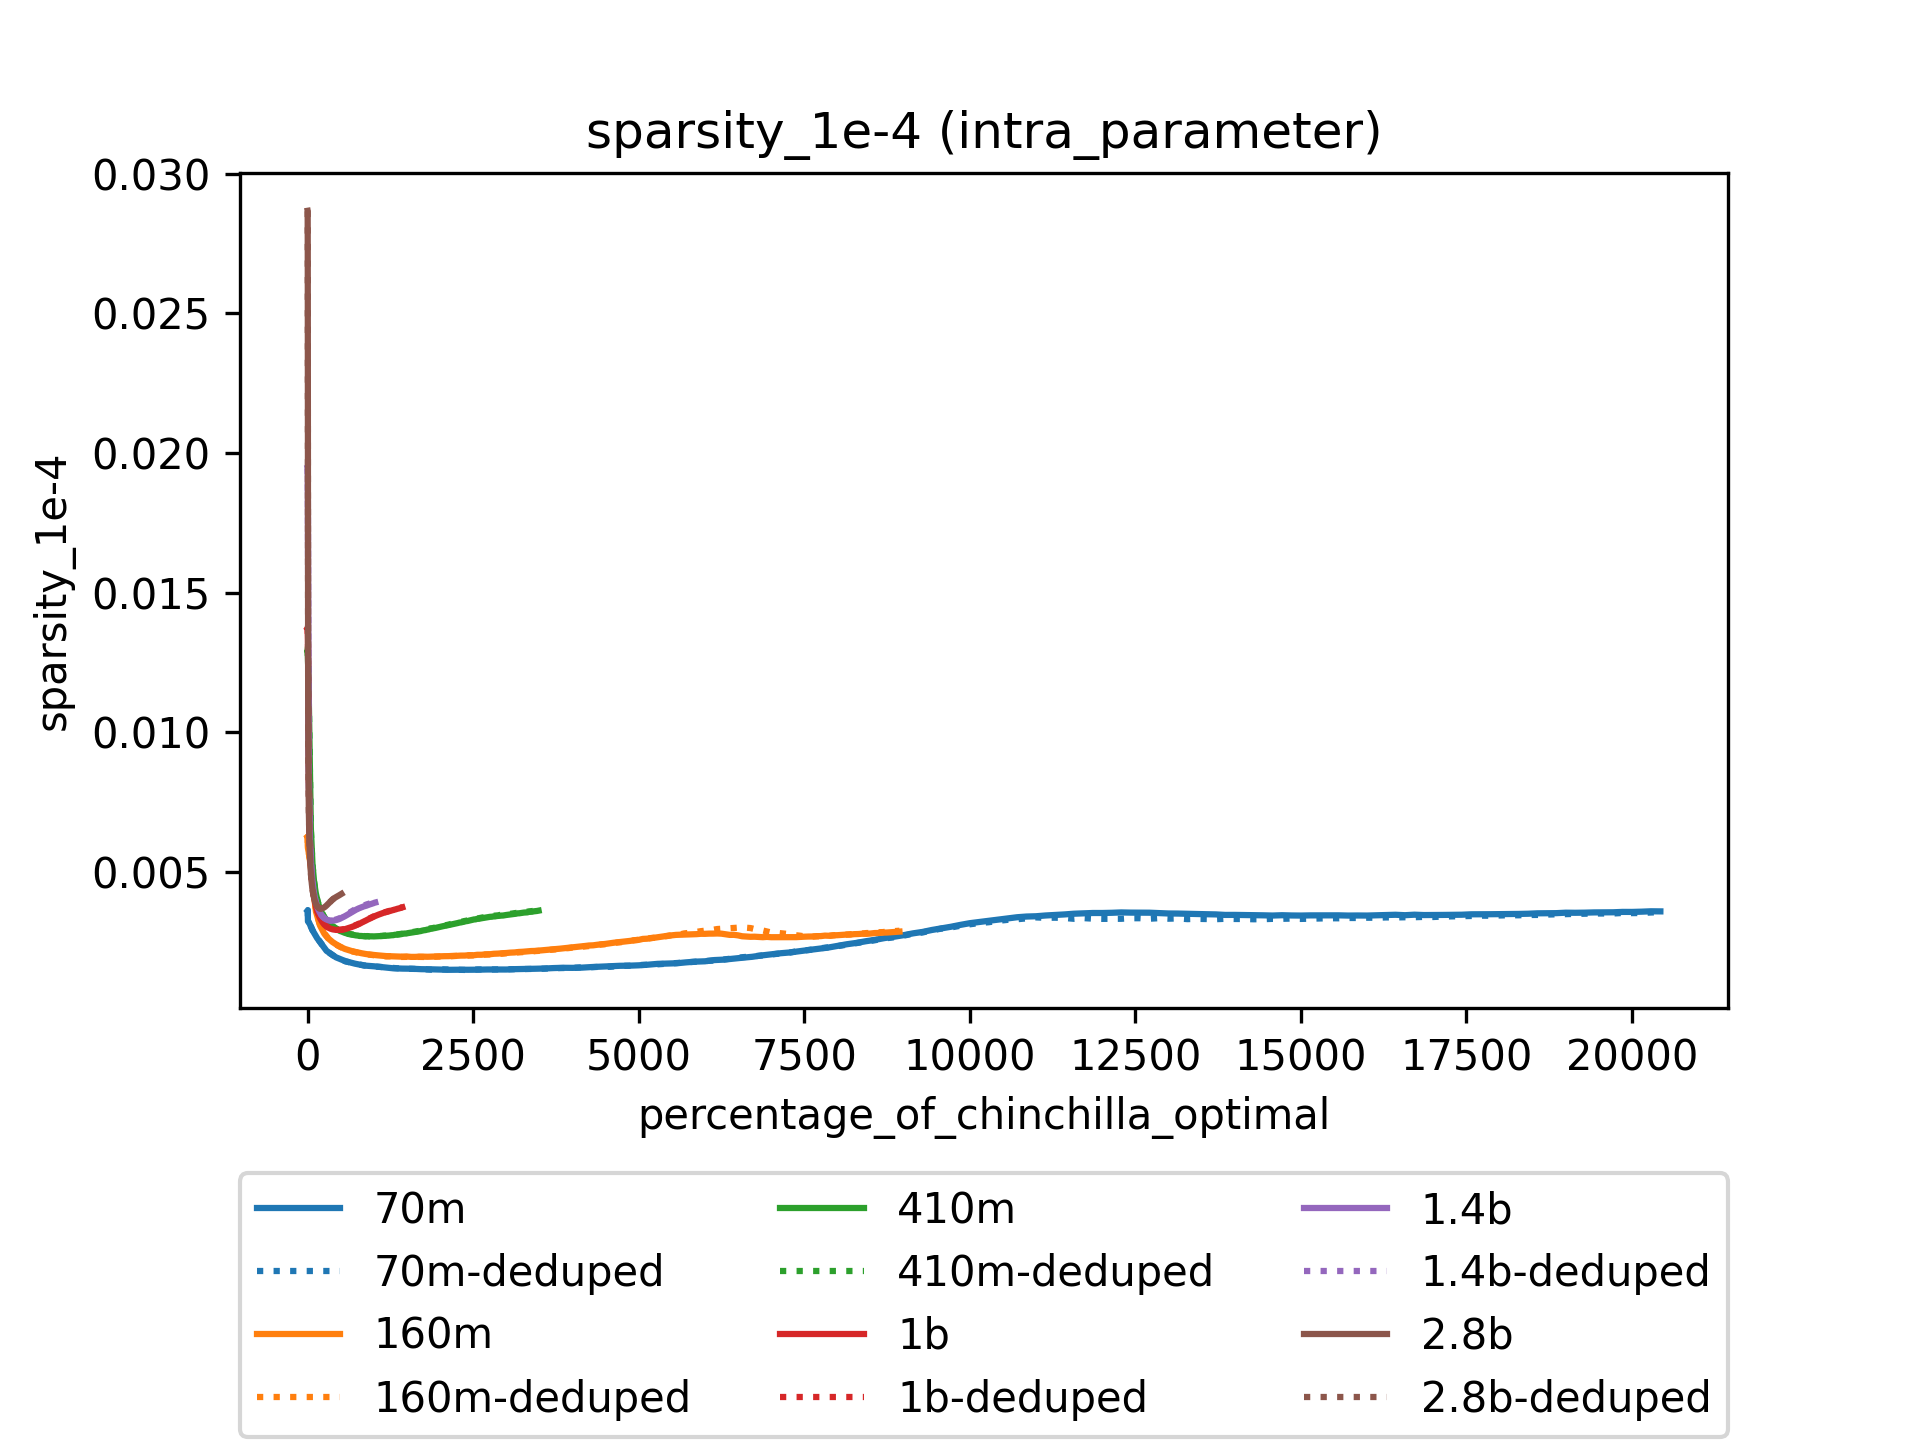 sparsity_1e-4 (intra_parameter)
0.030
0.025
0.020
0.015
0.010
0.005
sparsity_1e-4
0 2500 5000 7500 10000 12500 15000 17500 20000
percentage_of_chinchilla_optimal
70m 410m 1.4b
70m-deduped 410m-deduped 1.4b-deduped
160m 1b 2.8b
160m-deduped 1b-deduped 2.8b-deduped